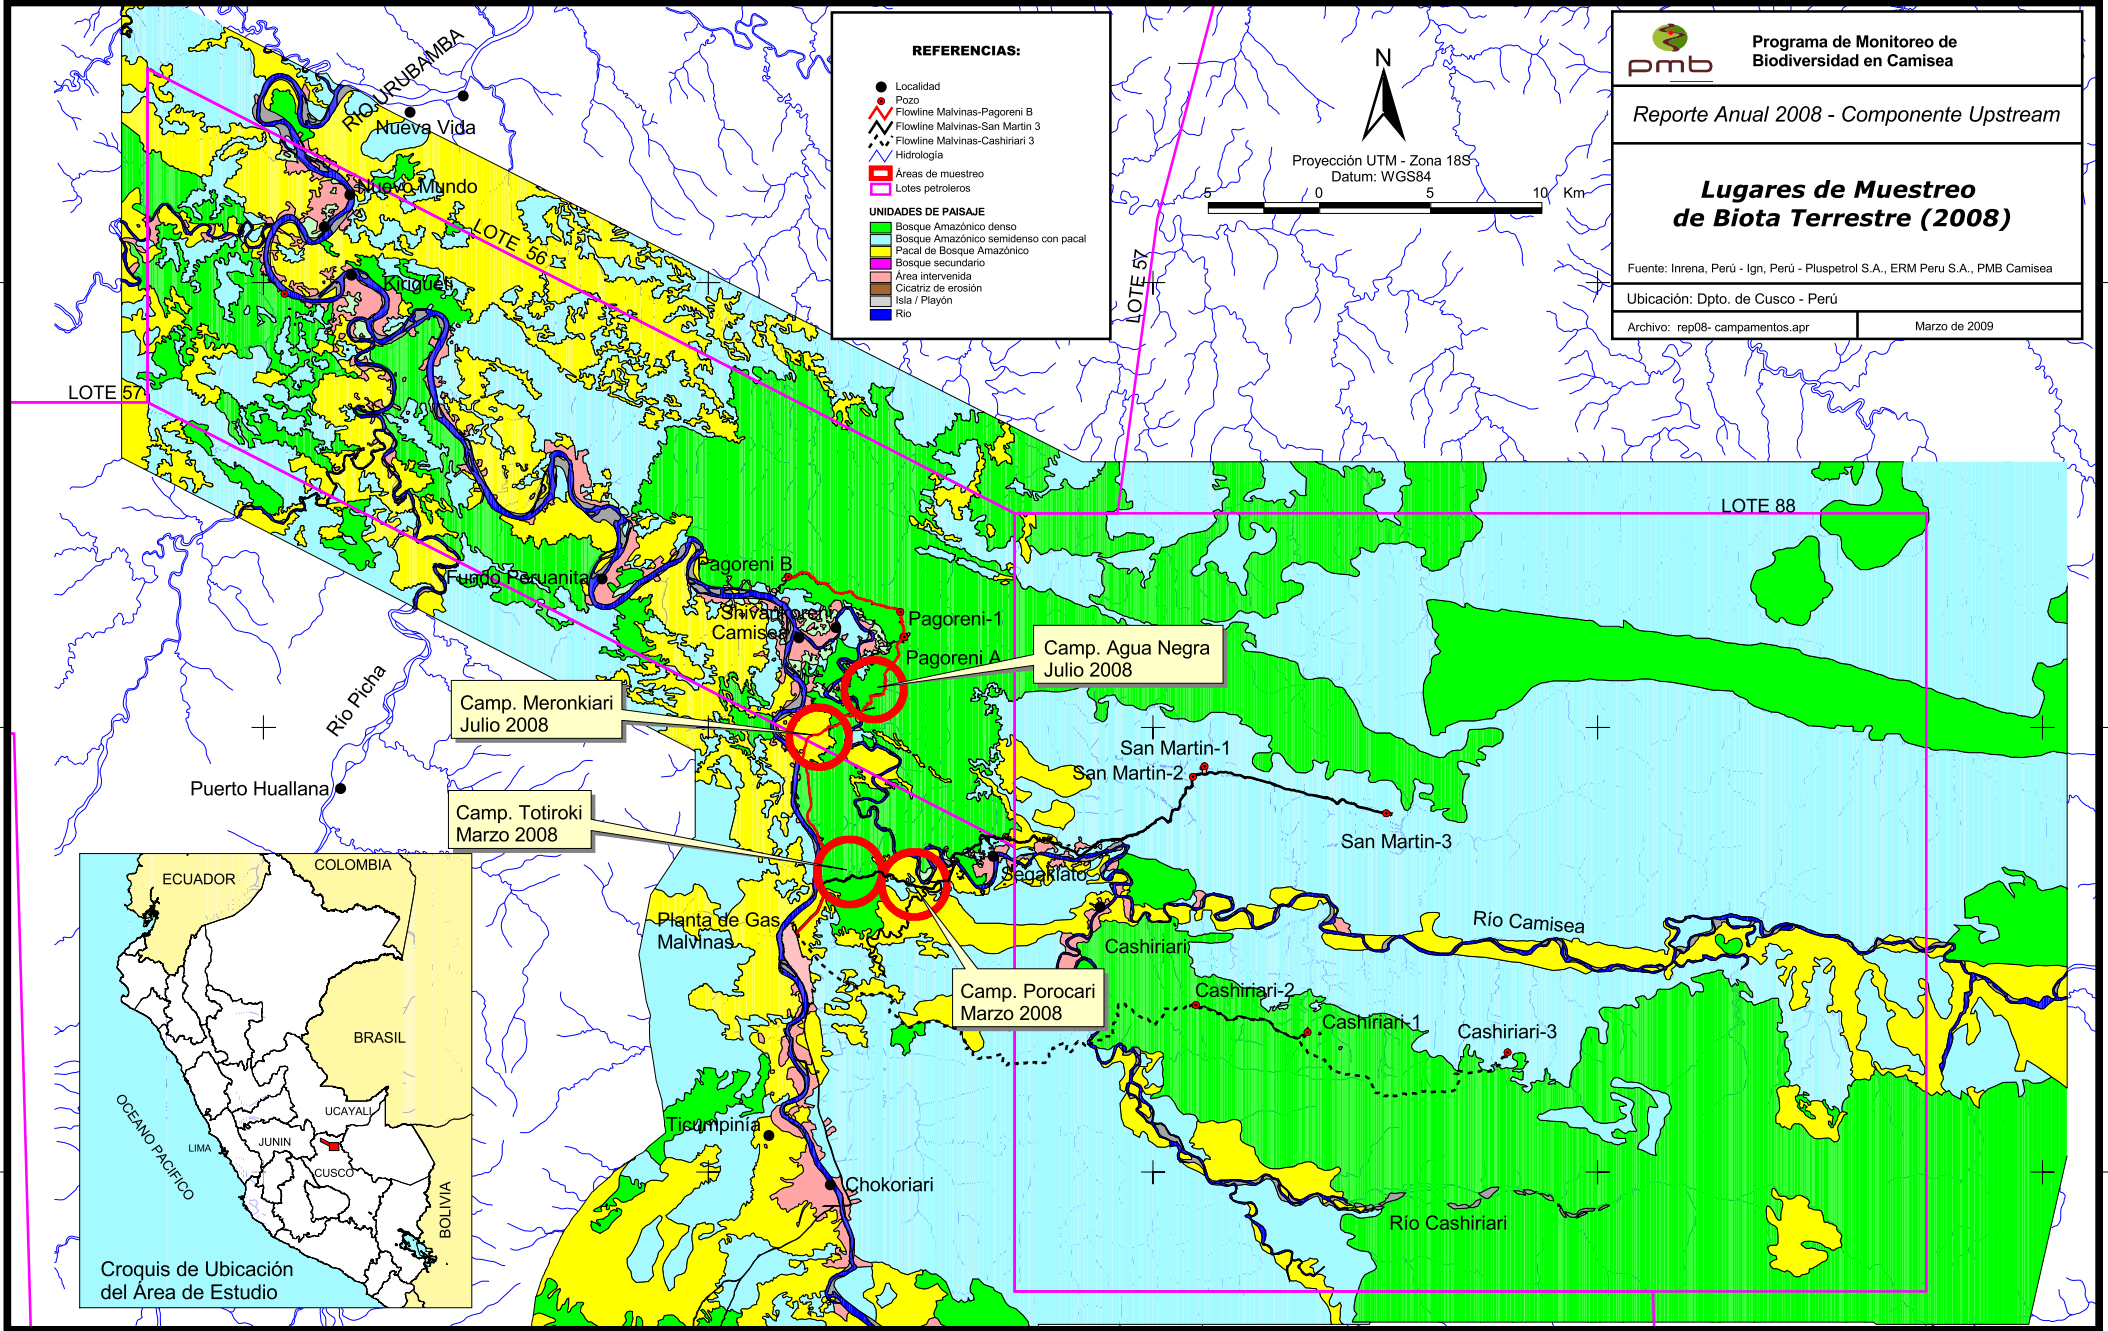 REFERENCIAS:
Localidad
Pozo
Flowline Malvinas-Pagoreni B
Flowline Malvinas-San Martin 3
Flowline Malvinas-Cashiriari 3
Hidrología
Áreas de muestreo
Lotes petroleros
UNIDADES DE PAISAJE
Bosque Amazónico denso
Bosque Amazónico semidenso con pacal
Pacal de Bosque Amazónico
Bosque secundario
Área intervenida
Cicatriz de erosión
Isla / Playón
Rio
N
Proyección UTM - Zona 18S
Datum: WGS84
5 0 5 10 Km
pmb
Programa de Monitoreo de
Biodiversidad en Camisea
Reporte Anual 2008 - Componente Upstream
Lugares de Muestreo
de Biota Terrestre (2008)
Fuente: Inrena, Perú - Ign, Perú - Pluspetrol S.A., ERM Peru S.A., PMB Camisea
Ubicación: Dpto. de Cusco - Perú
Archivo: rep08- campamentos.apr
Marzo de 2009
RIO URUBAMBA
Nueva Vida
Nuevo Mundo
LOTE 56
Kirigueti
LOTE 57
LOTE 57
LOTE 88
Fundo Peruanita
Pagoreni B
Shivankoreni
Camisea
Pagoreni-1
Pagoreni A
Camp. Agua Negra
Julio 2008
Camp. Meronkiari
Julio 2008
Río Picha
Puerto Huallana
San Martin-1
San Martin-2
San Martin-3
Camp. Totiroki
Marzo 2008
Segakiato
Planta de Gas
Malvinas
Río Camisea
Cashiriari
Camp. Porocari
Marzo 2008
Cashiriari-2
Cashiriari-1
Cashiriari-3
Ticumpinia
Chokoriari
Río Cashiriari
ECUADOR
COLOMBIA
BRASIL
UCAYALI
JUNIN
LIMA
CUSCO
OCEANO PACIFICO
BOLIVIA
Croquis de Ubicación
del Área de Estudio